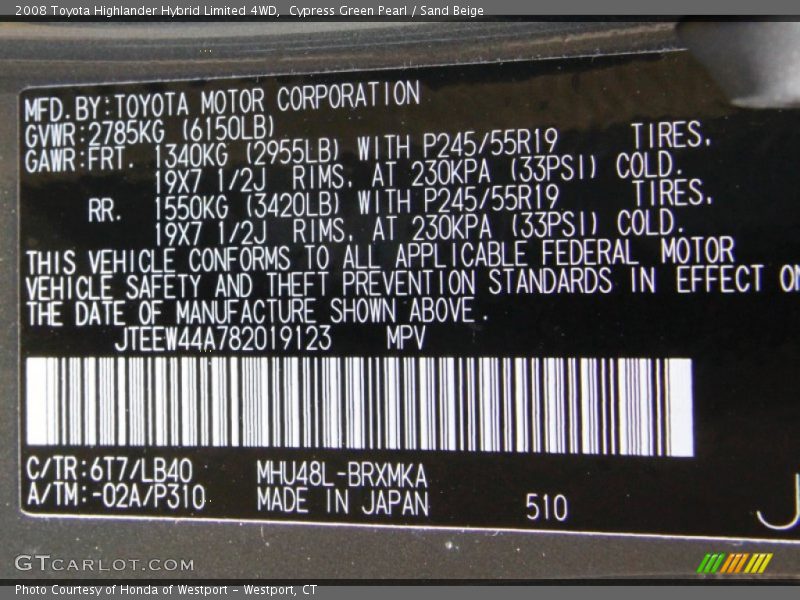 2008 Toyota Highlander Hybrid Limited 4WD, Cypress Green Pearl / Sand Beige
MFD.BY:TOYOTA MOTOR CORPORATION
GVWR:2785KG (6150LB)
GAWR:FRT. 1340KG (2955LB) WITH P245/55R19 TIRES,
19X7 1/2J RIMS, AT 230KPA (33PSI) COLD.
RR. 1550KG (3420LB) WITH P245/55R19 TIRES,
19X7 1/2J RIMS, AT 230KPA (33PSI) COLD.
THIS VEHICLE CONFORMS TO ALL APPLICABLE FEDERAL MOTOR
VEHICLE SAFETY AND THEFT PREVENTION STANDARDS IN EFFECT ON
THE DATE OF MANUFACTURE SHOWN ABOVE.
JTEEW44A782019123 MPV
C/TR:6T7/LB40 MHU48L-BRXMKA
A/TM:-02A/P310 MADE IN JAPAN 510
J
GTCARLOT.COM
Photo Courtesy of Honda of Westport - Westport, CT